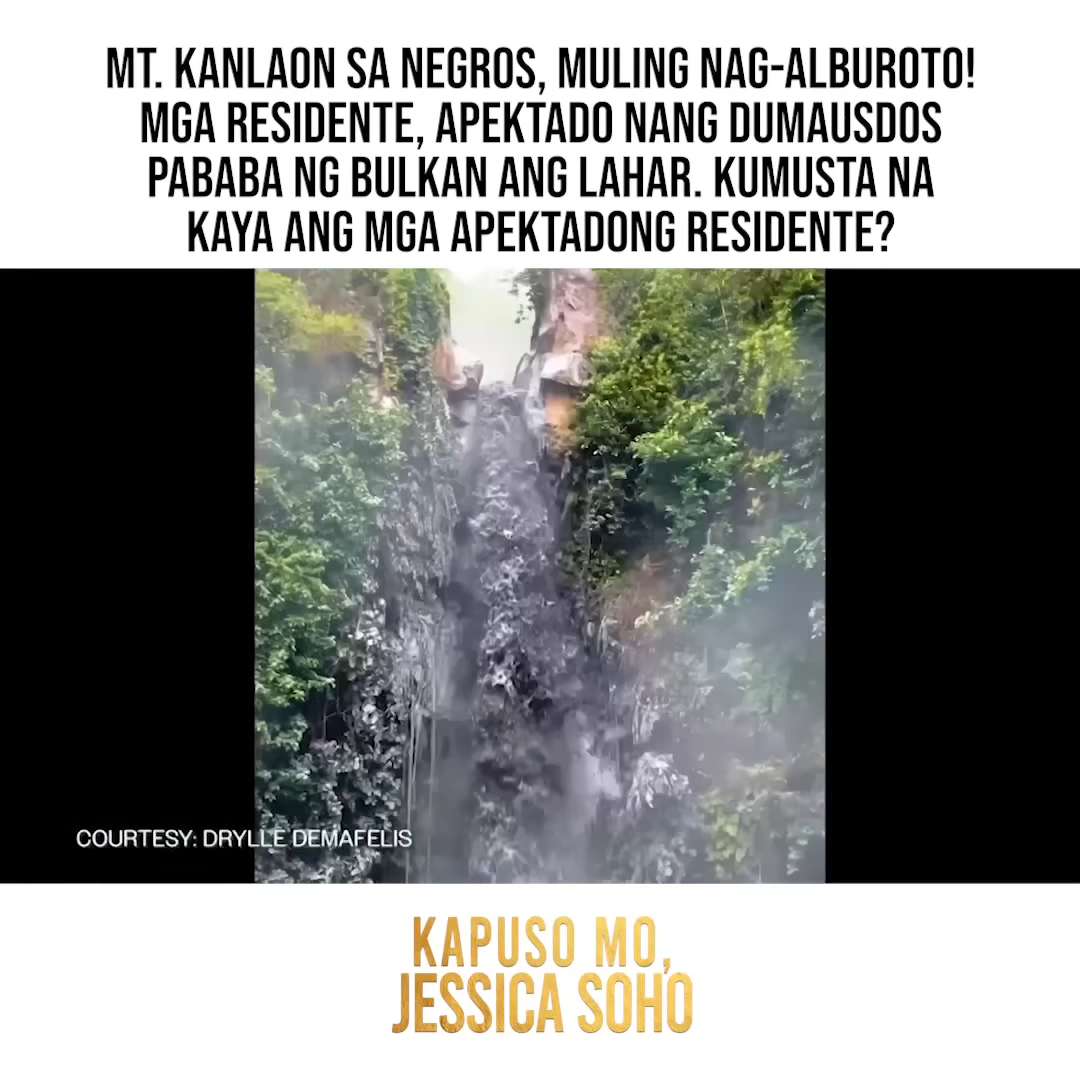 MT. KANLAON SA NEGROS, MULING NAG-ALBUROTO!
MGA RESIDENTE, APEKTADO NANG DUMAUSDOS
PABABA NG BULKAN ANG LAHAR. KUMUSTA NA
KAYA ANG MGA APEKTADONG RESIDENTE?
COURTESY: DRYLLE DEMAFELIS
KAPUSO MO,
JESSICA SOHO